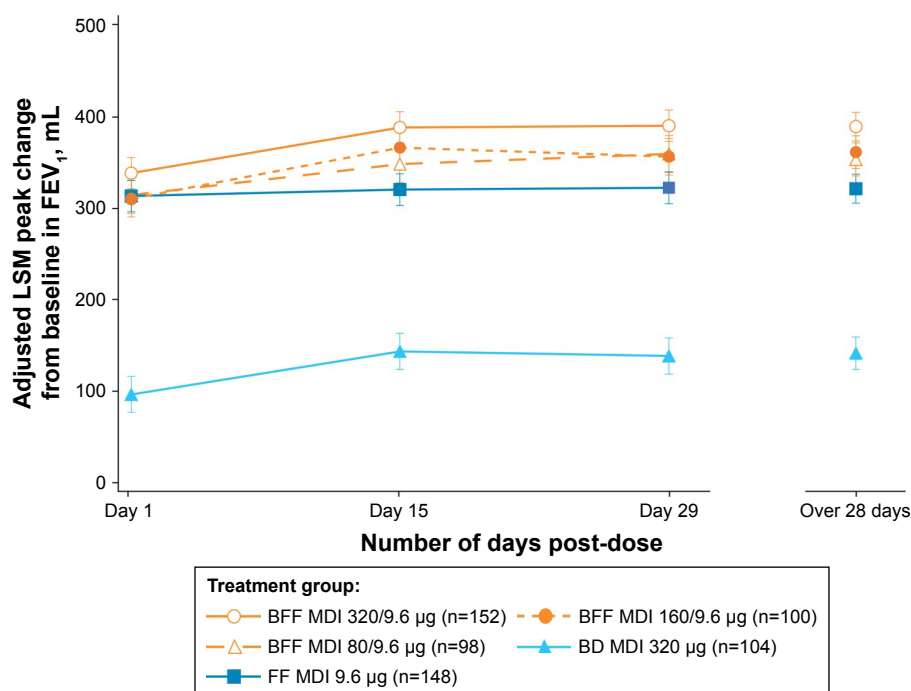 Adjusted LSM peak change
from baseline in FEV₁, mL
500
400
300
200
100
0
Day 1
Day 15
Day 29
Over 28 days
Number of days post-dose
Treatment group:
BFF MDI 320/9.6 µg (n=152)
BFF MDI 160/9.6 µg (n=100)
BFF MDI 80/9.6 µg (n=98)
BD MDI 320 µg (n=104)
FF MDI 9.6 µg (n=148)